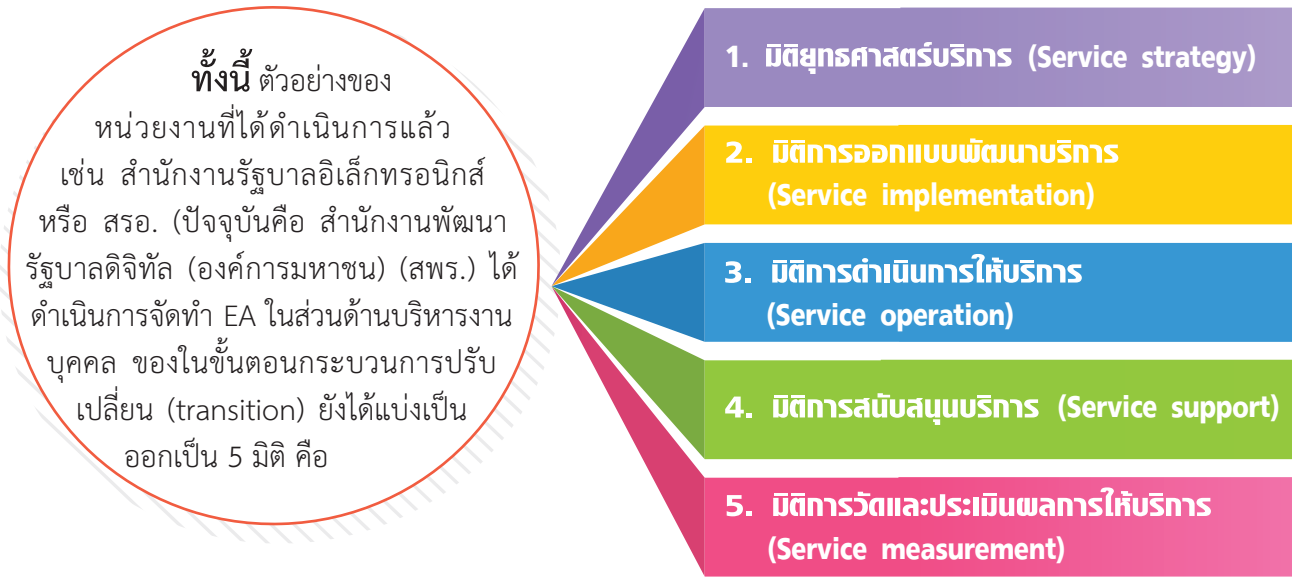 ทั้งนี้ ตัวอย่างของ
หน่วยงานที่ได้ดำเนินการแล้ว
เช่น สำนักงานรัฐบาลอิเล็กทรอนิกส์
หรือ สรอ. (ปัจจุบันคือ สำนักงานพัฒนา
รัฐบาลดิจิทัล (องค์การมหาชน) (สพร.) ได้
ดำเนินการจัดทำ EA ในส่วนด้านบริหารงาน
บุคคล ของในขั้นตอนกระบวนการปรับ
เปลี่ยน (transition) ยังได้แบ่งเป็น
ออกเป็น 5 มิติ คือ
1. มิติยุทธศาสตร์บริการ (Service strategy)
2. มิติการออกแบบพัฒนาบริการ
(Service implementation)
3. มิติการดำเนินการให้บริการ
(Service operation)
4. มิติการสนับสนุนบริการ (Service support)
5. มิติการวัดและประเมินผลการให้บริการ
(Service measurement)